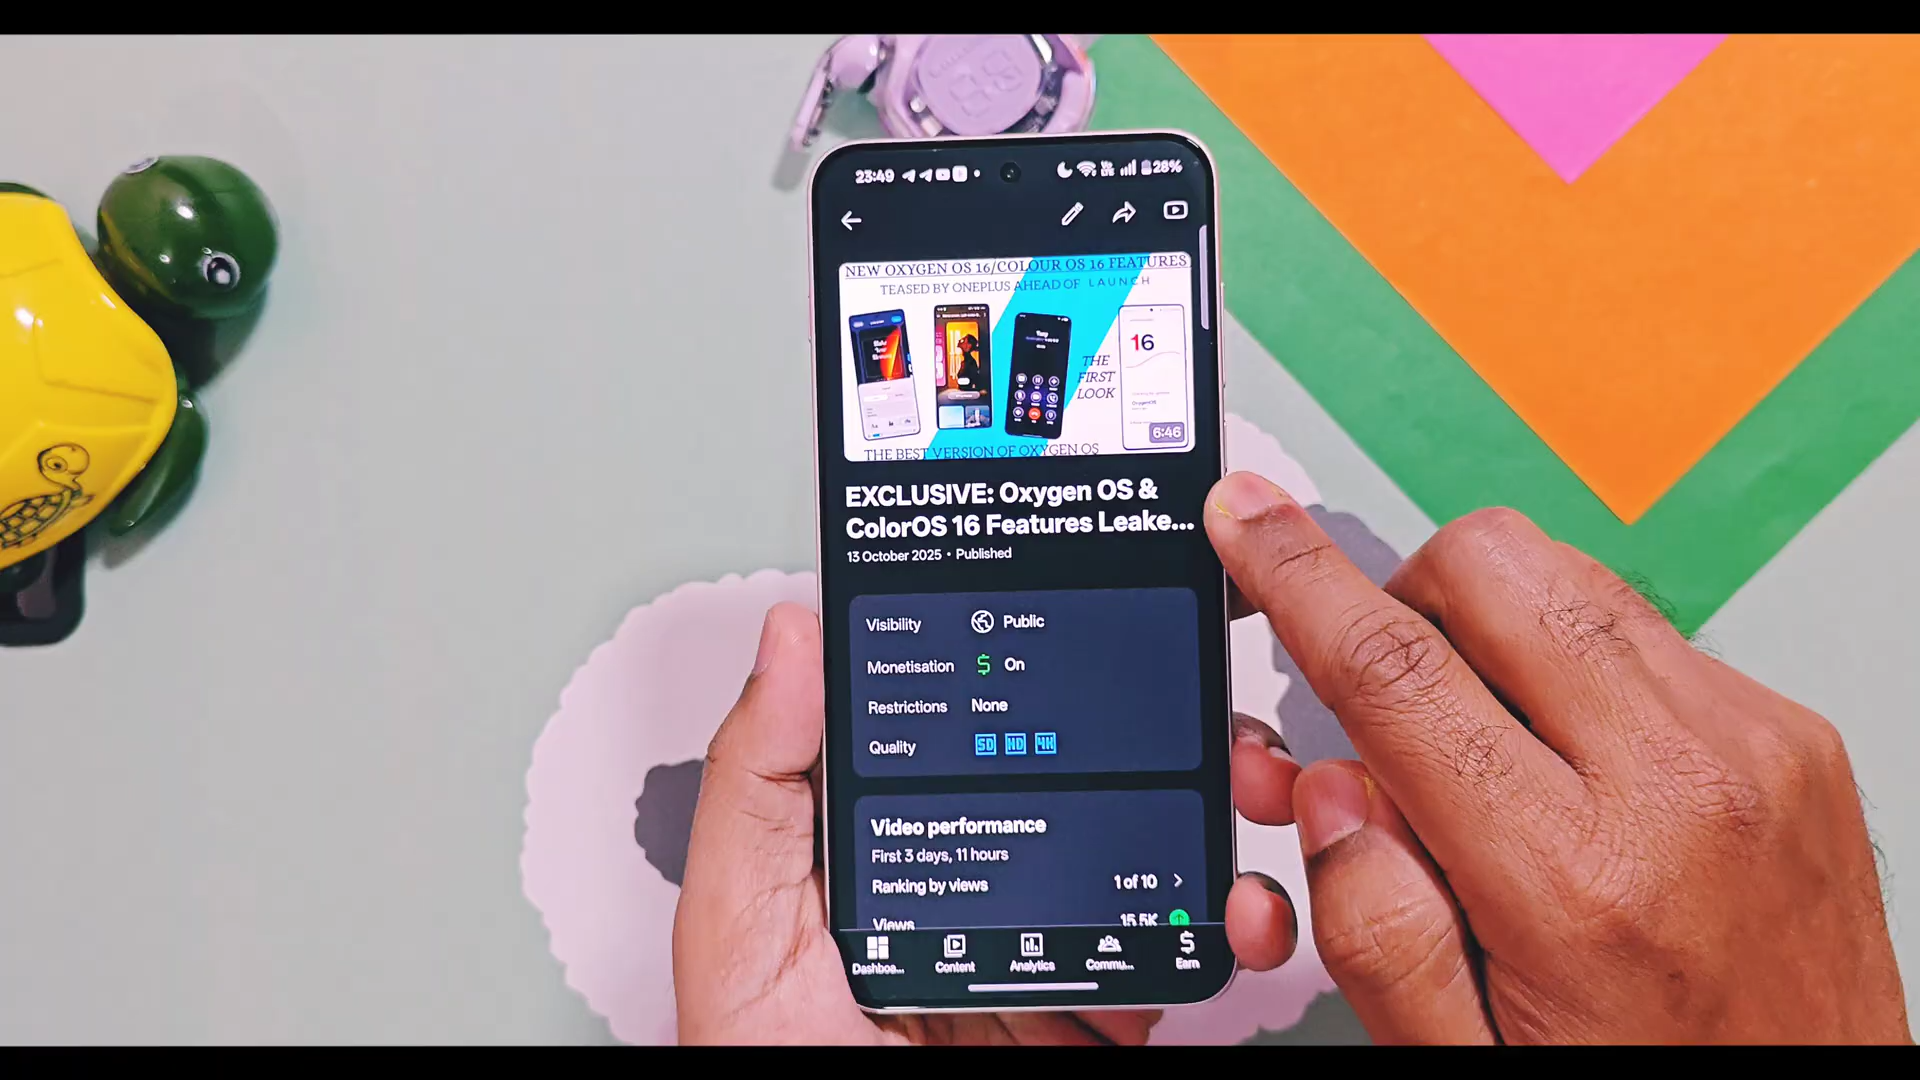 23:49
28%
NEW OXYGEN OS 16/COLOUR OS 16 FEATURES
TEASED BY ONEPLUS AHEAD OF LAUNCH
16
THE
FIRST
LOOK
6:46
THE BEST VERSION OF OXYGEN OS
EXCLUSIVE: Oxygen OS &
ColorOS 16 Features Leake...
13 October 2025 • Published
Visibility Public
Monetisation $ On
Restrictions None
Quality SD HD 4K
Video performance
First 3 days, 11 hours
Ranking by views 1 of 10
Views 15.5K
Dashboa... Content Analytics Commu... Earn